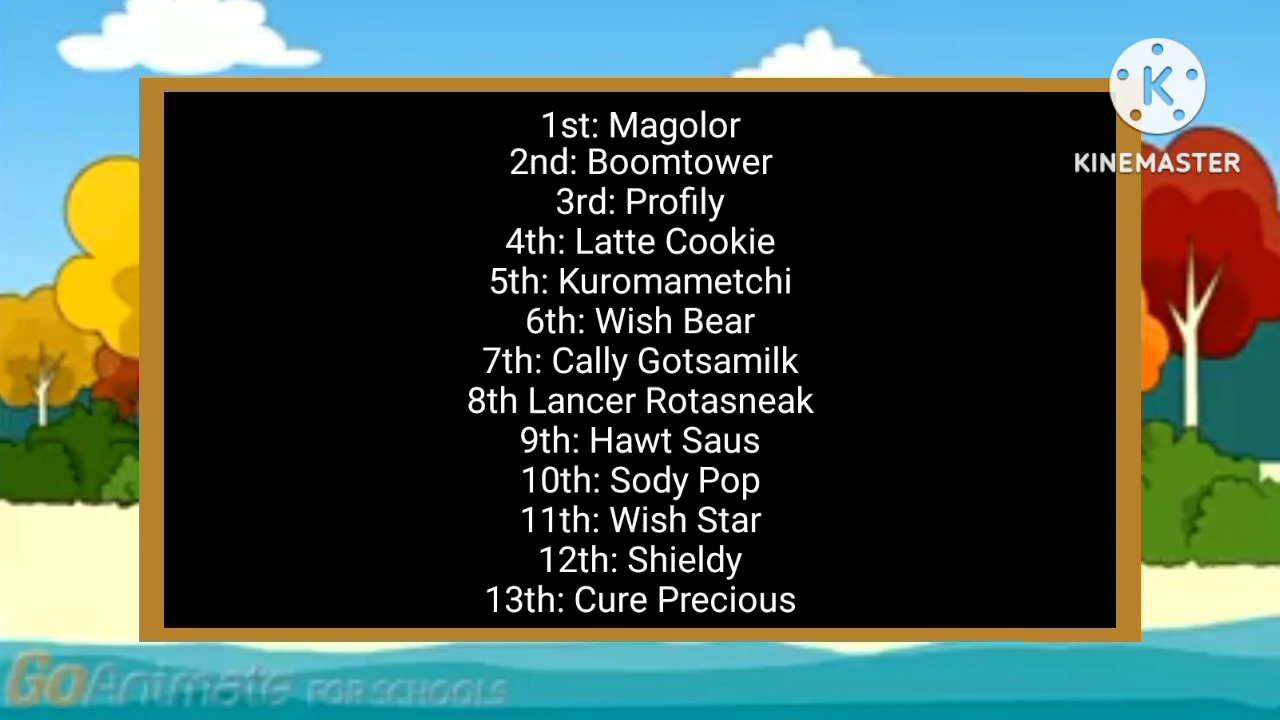 K
KINEMASTER
1st: Magolor
2nd: Boomtower
3rd: Profily
4th: Latte Cookie
5th: Kuromametchi
6th: Wish Bear
7th: Cally Gotsamilk
8th Lancer Rotasneak
9th: Hawt Saus
10th: Sody Pop
11th: Wish Star
12th: Shieldy
13th: Cure Precious
GoAnimate FOR SCHOOLS